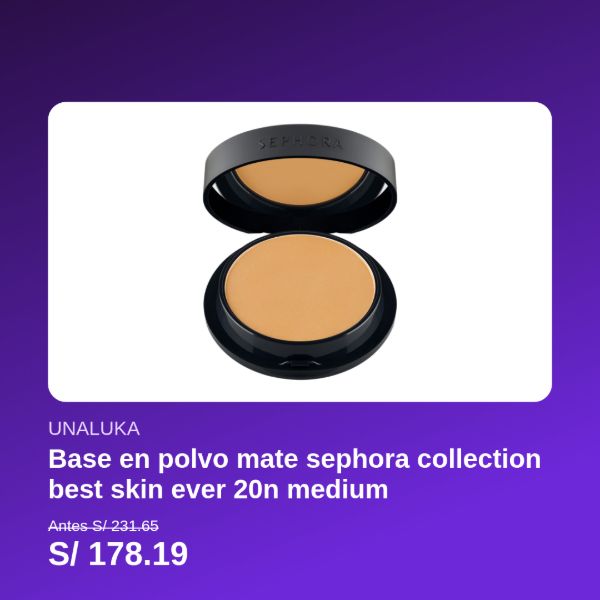 SEPHORA
UNALUKA
Base en polvo mate sephora collection
best skin ever 20n medium
Antes S/ 231.65
S/ 178.19